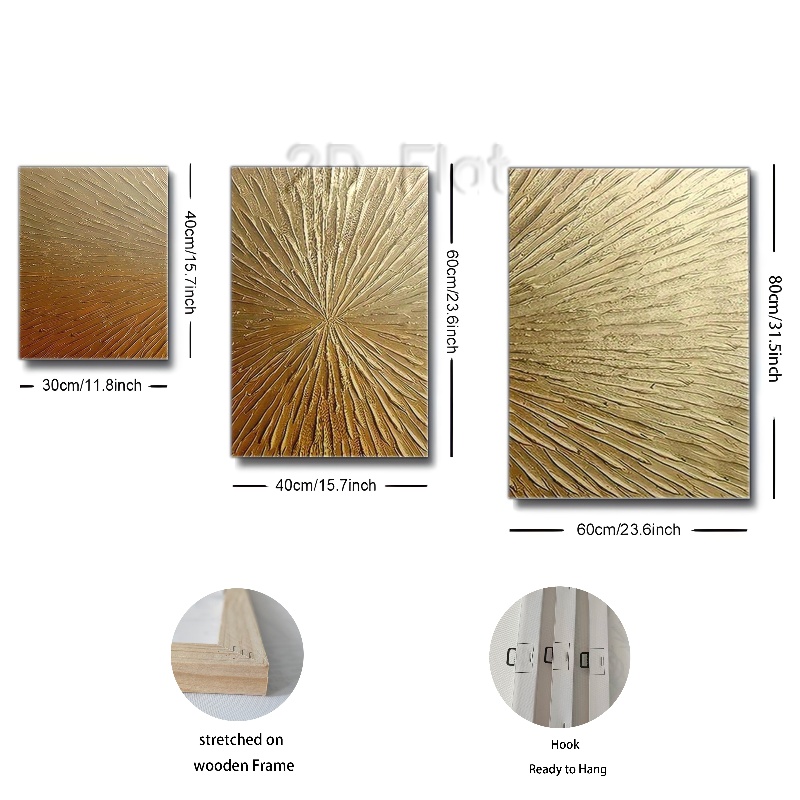 2D Flat
40cm/15.7inch
30cm/11.8inch
60cm/23.6inch
40cm/15.7inch
80cm/31.5inch
60cm/23.6inch
stretched on
wooden Frame
Hook
Ready to Hang